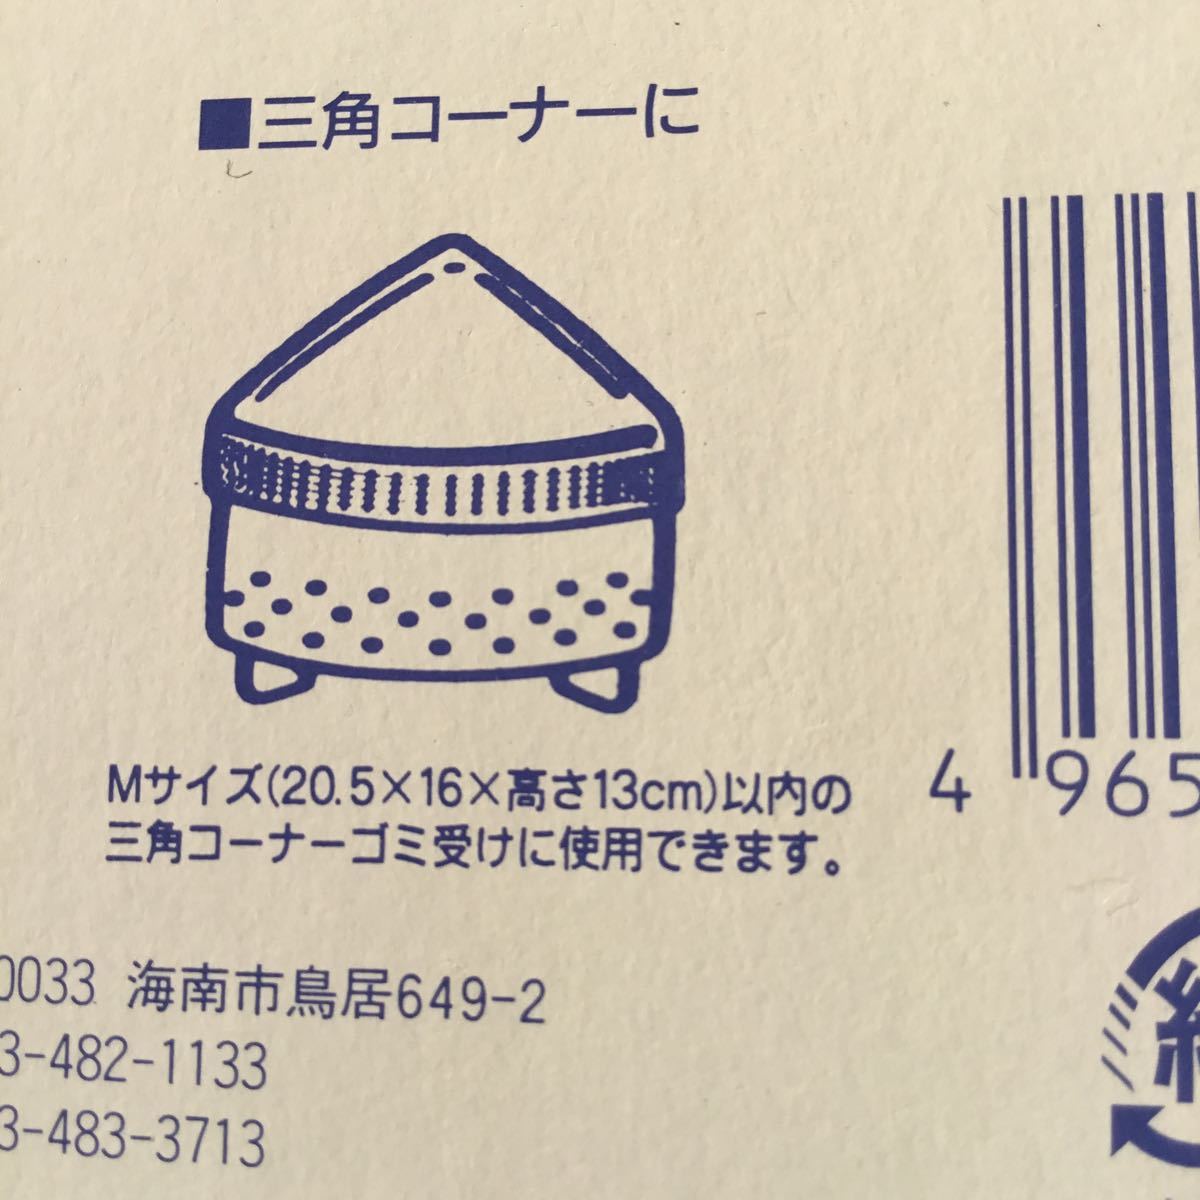 ■三角コーナーに
Mサイズ(20.5×16×高さ13cm)以内の
三角コーナーゴミ受けに使用できます。
4 965
0033 海南市鳥居649-2
3-482-1133
3-483-3713